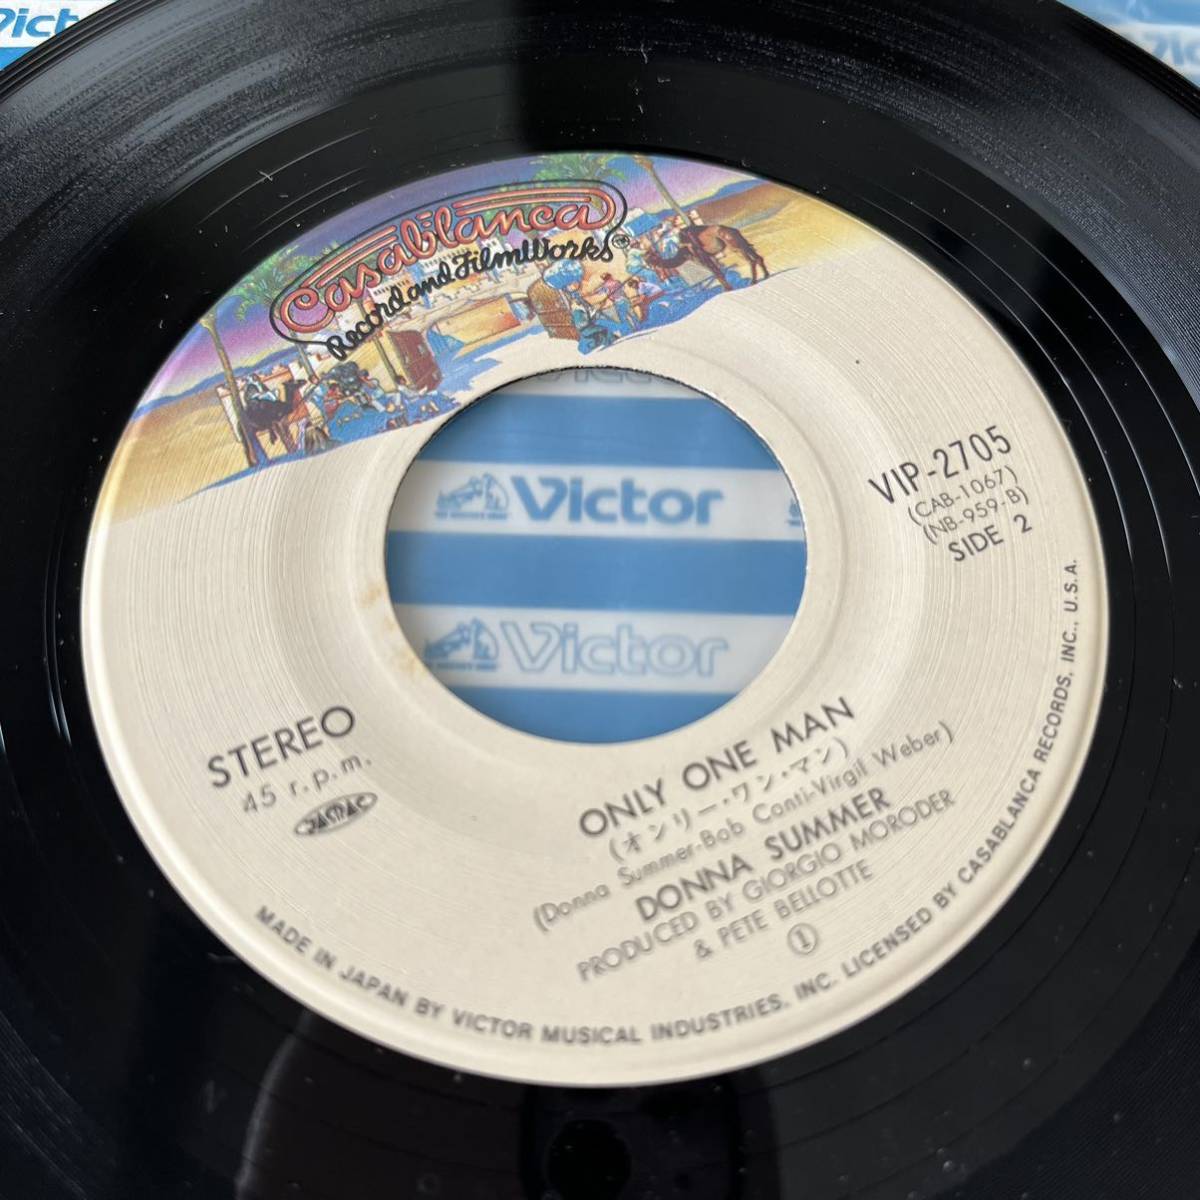 Casablanca
Record and FilmWorks™
VIP-2705
(CAB-1067)
(NB-959-B)
SIDE 2
Victor
Victor
STEREO
45 r.p.m.
JASRAC
ONLY ONE MAN
(オンリー・ワン・マン)
(Donna Summer-Bob Conti-Virgil Weber)
DONNA SUMMER
PRODUCED BY GIORGIO MORODER
& PETE BELLOTTE
①
MADE IN JAPAN BY VICTOR MUSICAL INDUSTRIES, INC. LICENSED BY CASABLANCA RECORDS, INC., U.S.A.